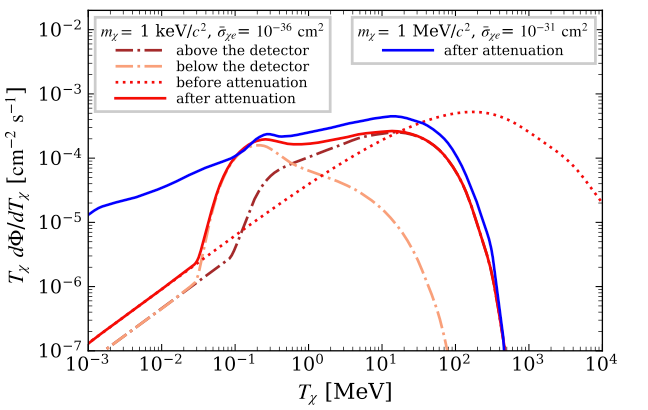 m_χ = 1 keV/c², σ̄_χe = 10⁻³⁶ cm²
above the detector
below the detector
before attenuation
after attenuation
m_χ = 1 MeV/c², σ̄_χe = 10⁻³¹ cm²
after attenuation
T_χ dΦ/dT_χ [cm⁻² s⁻¹]
10⁻²
10⁻³
10⁻⁴
10⁻⁵
10⁻⁶
10⁻⁷
10⁻³ 10⁻² 10⁻¹ 10⁰ 10¹ 10² 10³ 10⁴
T_χ [MeV]